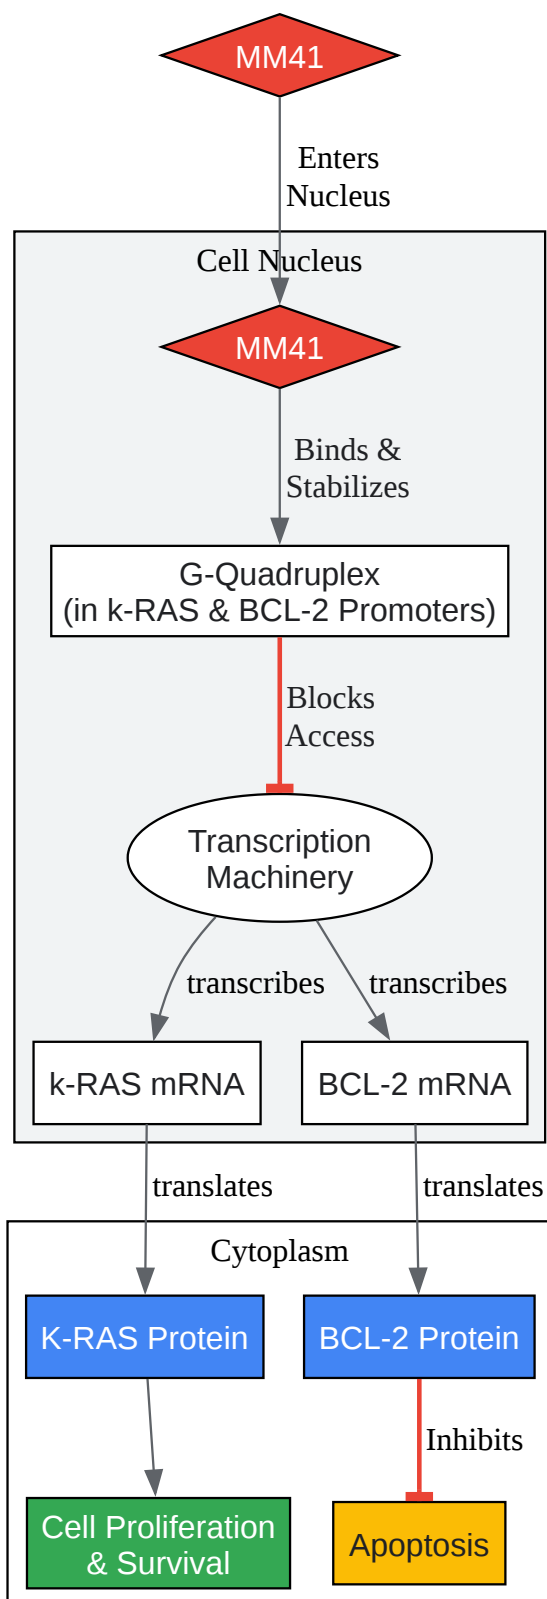 MM41
Enters
Nucleus
Cell Nucleus
MM41
Binds &
Stabilizes
G-Quadruplex
(in k-RAS & BCL-2 Promoters)
Blocks
Access
Transcription
Machinery
transcribes
transcribes
k-RAS mRNA
BCL-2 mRNA
translates
translates
Cytoplasm
K-RAS Protein
BCL-2 Protein
Inhibits
Cell Proliferation
& Survival
Apoptosis